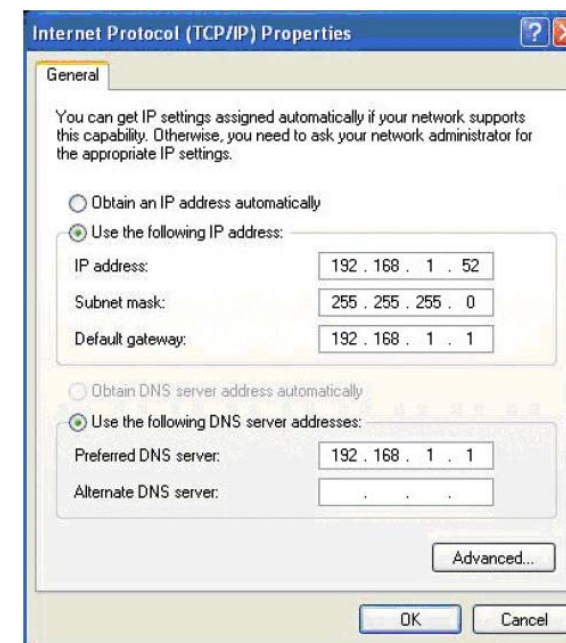 Internet Protocol (TCP/IP) Properties
General
You can get IP settings assigned automatically if your network supports
this capability. Otherwise, you need to ask your network administrator for
the appropriate IP settings.
Obtain an IP address automatically
Use the following IP address:
IP address: 192 . 168 . 1 . 52
Subnet mask: 255 . 255 . 255 . 0
Default gateway: 192 . 168 . 1 . 1
Obtain DNS server address automatically
Use the following DNS server addresses:
Preferred DNS server: 192 . 168 . 1 . 1
Alternate DNS server: . . .
Advanced...
OK Cancel